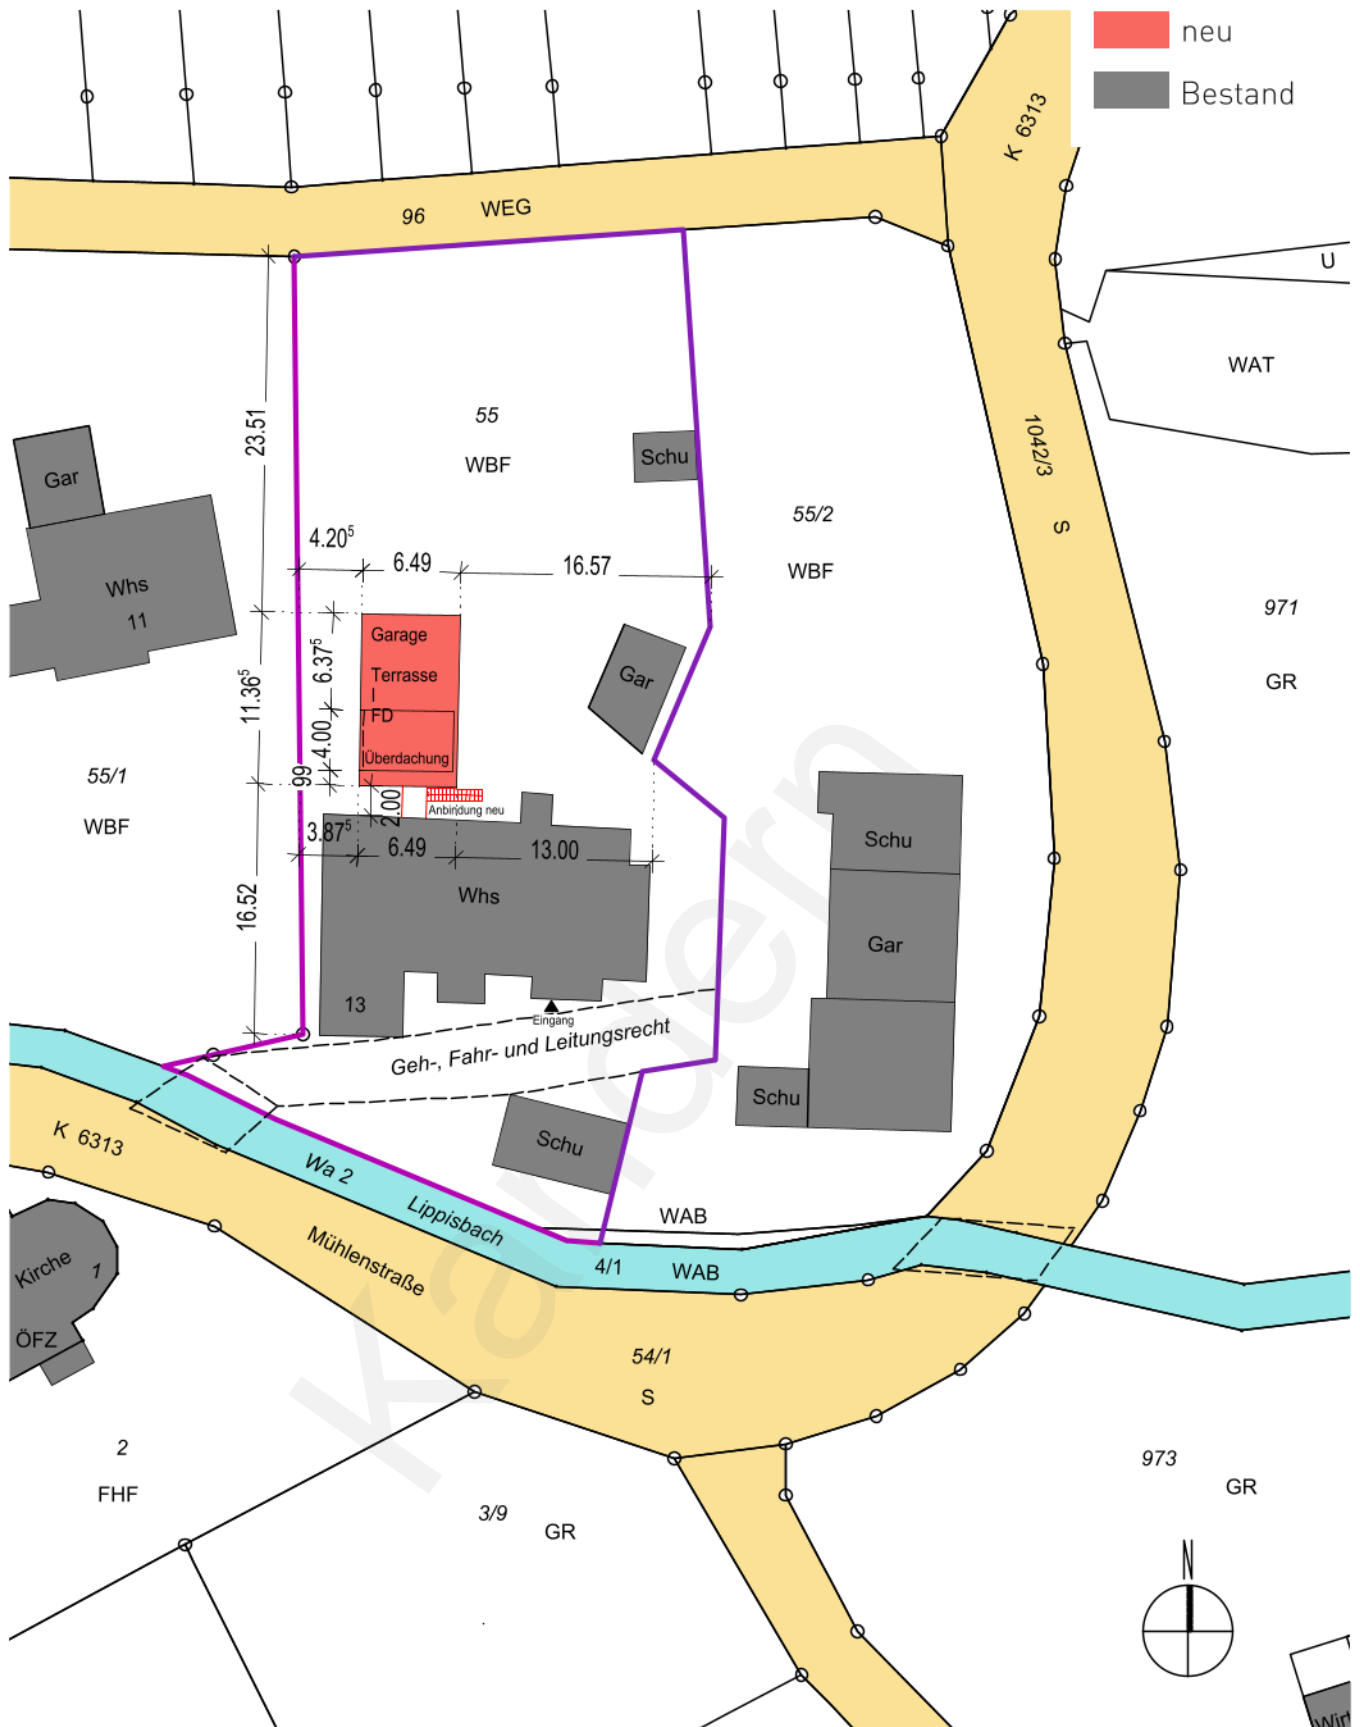 neu
Bestand
K 6313
96 WEG
U
WAT
23.51
55
WBF
Schu
1042/3
S
55/2
WBF
Gar
Whs
11
4.20⁵
6.49
16.57
971
GR
Garage
Terrasse
I
FD
Überdachung
6.37⁵
11.36⁵
4.00
99
2.00
Gar
55/1
WBF
Anbindung neu
3.87⁵
6.49
13.00
Schu
Whs
16.52
Gar
13
Eingang
Geh-, Fahr- und Leitungsrecht
Schu
Schu
K 6313
Wa 2
Lippisbach
WAB
4/1
WAB
Mühlenstraße
Kirche
1
ÖFZ
54/1
S
2
FHF
3/9
GR
973
GR
N
Wirt
Kandern